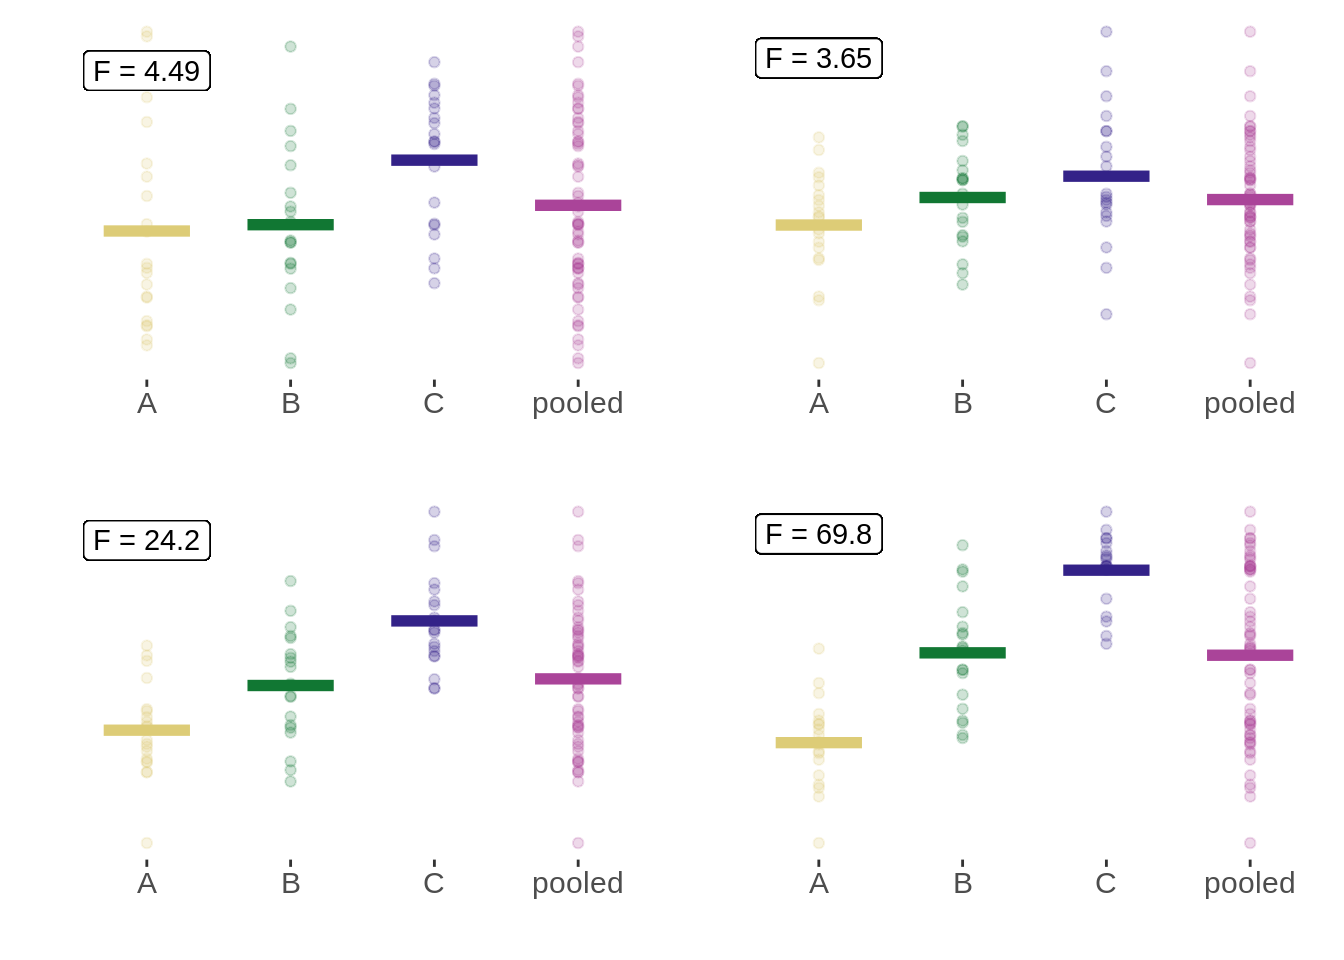 F = 4.49
A B C pooled
F = 3.65
A B C pooled
F = 24.2
A B C pooled
F = 69.8
A B C pooled